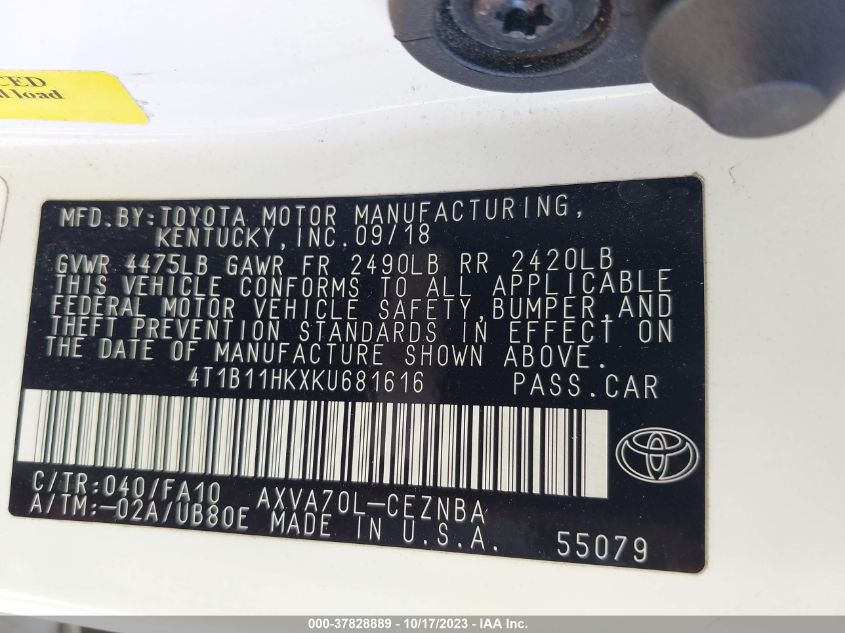 CED
load
MFD.BY:TOYOTA MOTOR MANUFACTURING,
KENTUCKY,INC.09/18
GVWR 4475LB GAWR FR 2490LB RR 2420LB
THIS VEHICLE CONFORMS TO ALL APPLICABLE
FEDERAL MOTOR VEHICLE SAFETY,BUMPER,AND
THEFT PREVENTION STANDARDS IN EFFECT ON
THE DATE OF MANUFACTURE SHOWN ABOVE.
4T1B11HKXKU681616 PASS.CAR
C/TR:040/FA10 AXVA70L-CEZNBA
A/TM:-02A/UB80E MADE IN U.S.A. 55079
000-37828889 - 10/17/2023 - IAA Inc.